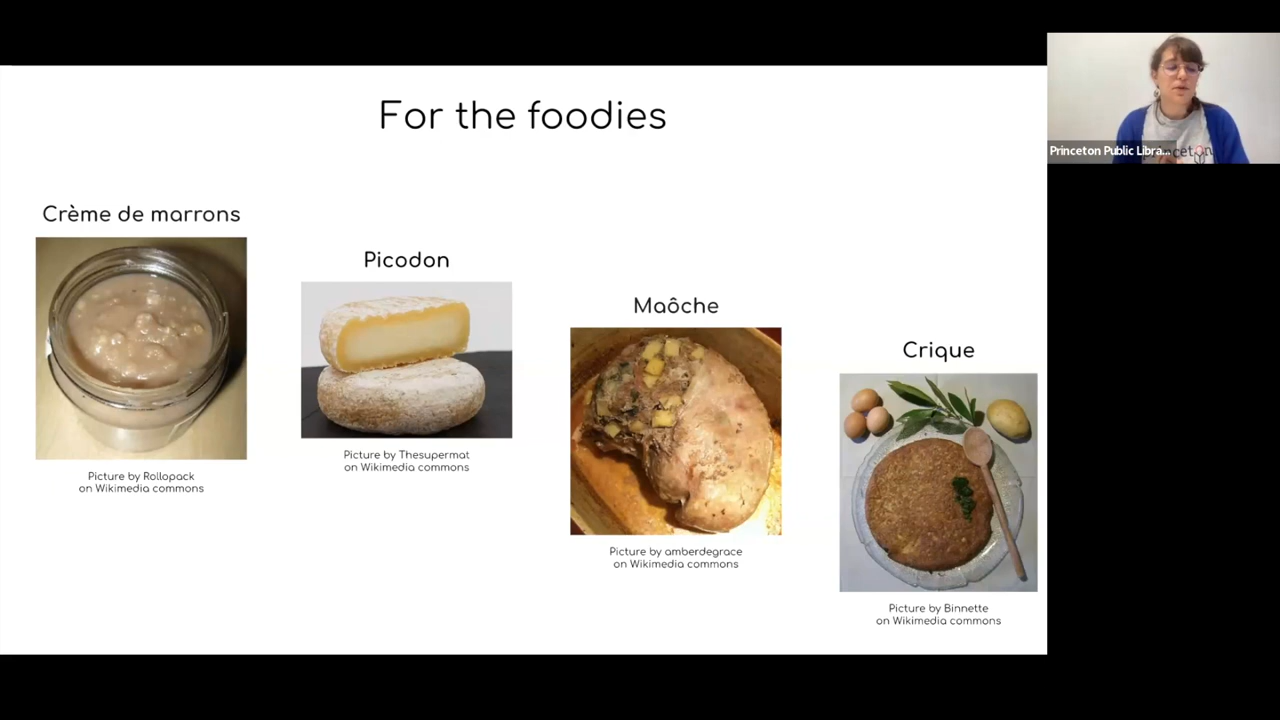 For the foodies
Crème de marrons
Picture by Rollopack
on Wikimedia commons
Picodon
Picture by Thesupermat
on Wikimedia commons
Maôche
Picture by amberdegrace
on Wikimedia commons
Crique
Picture by Binnette
on Wikimedia commons
Princeton Public Libra...